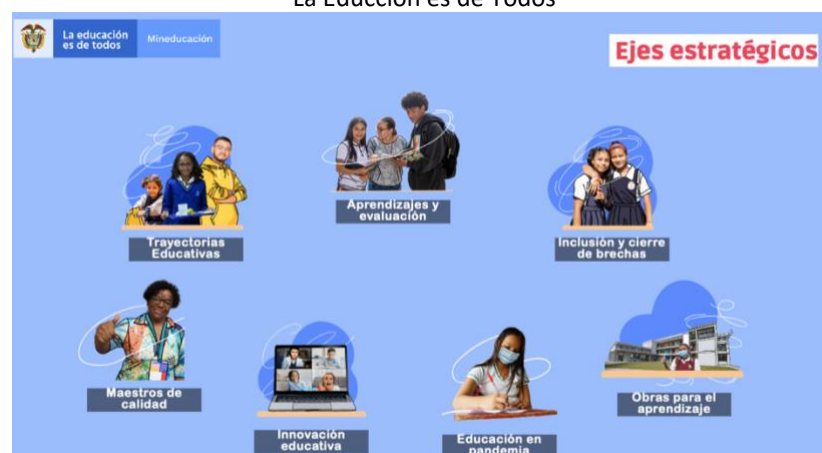 La Educción es de Todos
La educación
es de todos
Mineducación
Ejes estratégicos
Aprendizajes y
evaluación
Trayectorias
Educativas
Inclusión y cierre
de brechas
Maestros de
calidad
Obras para el
aprendizaje
Innovación
educativa
Educación en
pandemia